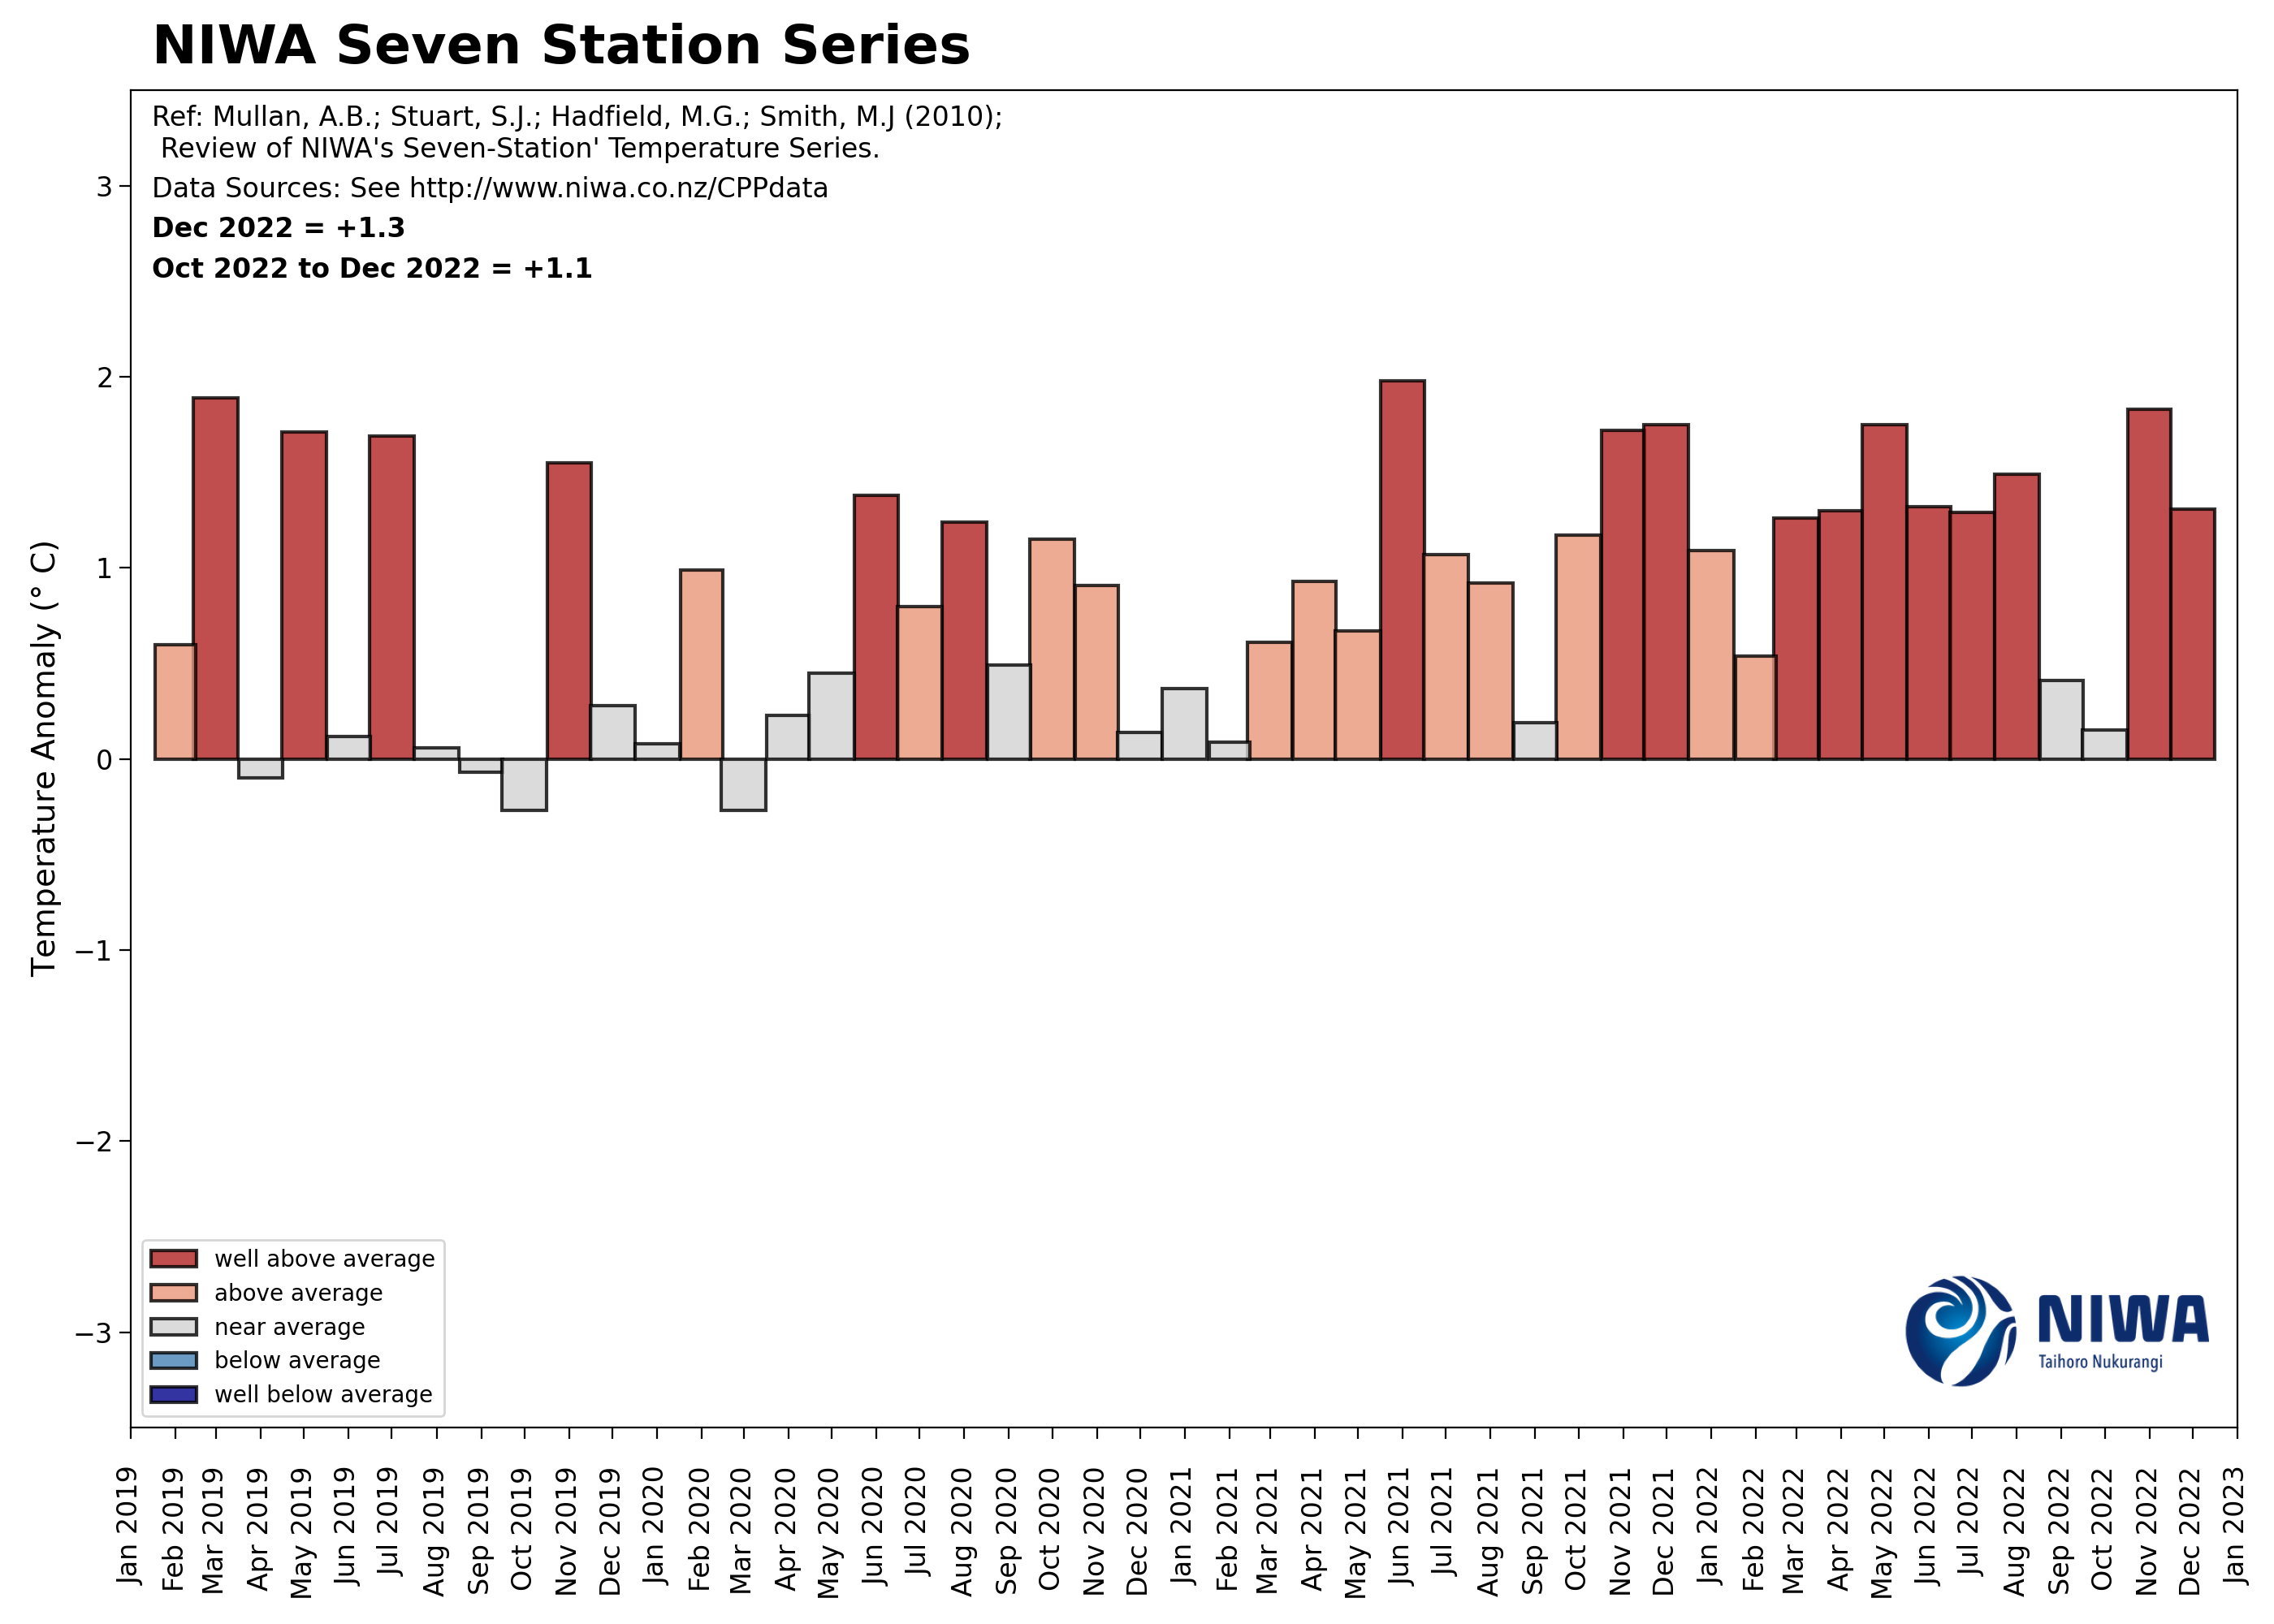 NIWA Seven Station Series
Ref: Mullan, A.B.; Stuart, S.J.; Hadfield, M.G.; Smith, M.J (2010);
Review of NIWA's Seven-Station' Temperature Series.
Data Sources: See http://www.niwa.co.nz/CPPdata
Dec 2022 = +1.3
Oct 2022 to Dec 2022 = +1.1
Temperature Anomaly (° C)
3
2
1
0
−1
−2
−3
well above average
above average
near average
below average
well below average
NIWA
Taihoro Nukurangi
Jan 2019
Feb 2019
Mar 2019
Apr 2019
May 2019
Jun 2019
Jul 2019
Aug 2019
Sep 2019
Oct 2019
Nov 2019
Dec 2019
Jan 2020
Feb 2020
Mar 2020
Apr 2020
May 2020
Jun 2020
Jul 2020
Aug 2020
Sep 2020
Oct 2020
Nov 2020
Dec 2020
Jan 2021
Feb 2021
Mar 2021
Apr 2021
May 2021
Jun 2021
Jul 2021
Aug 2021
Sep 2021
Oct 2021
Nov 2021
Dec 2021
Jan 2022
Feb 2022
Mar 2022
Apr 2022
May 2022
Jun 2022
Jul 2022
Aug 2022
Sep 2022
Oct 2022
Nov 2022
Dec 2022
Jan 2023